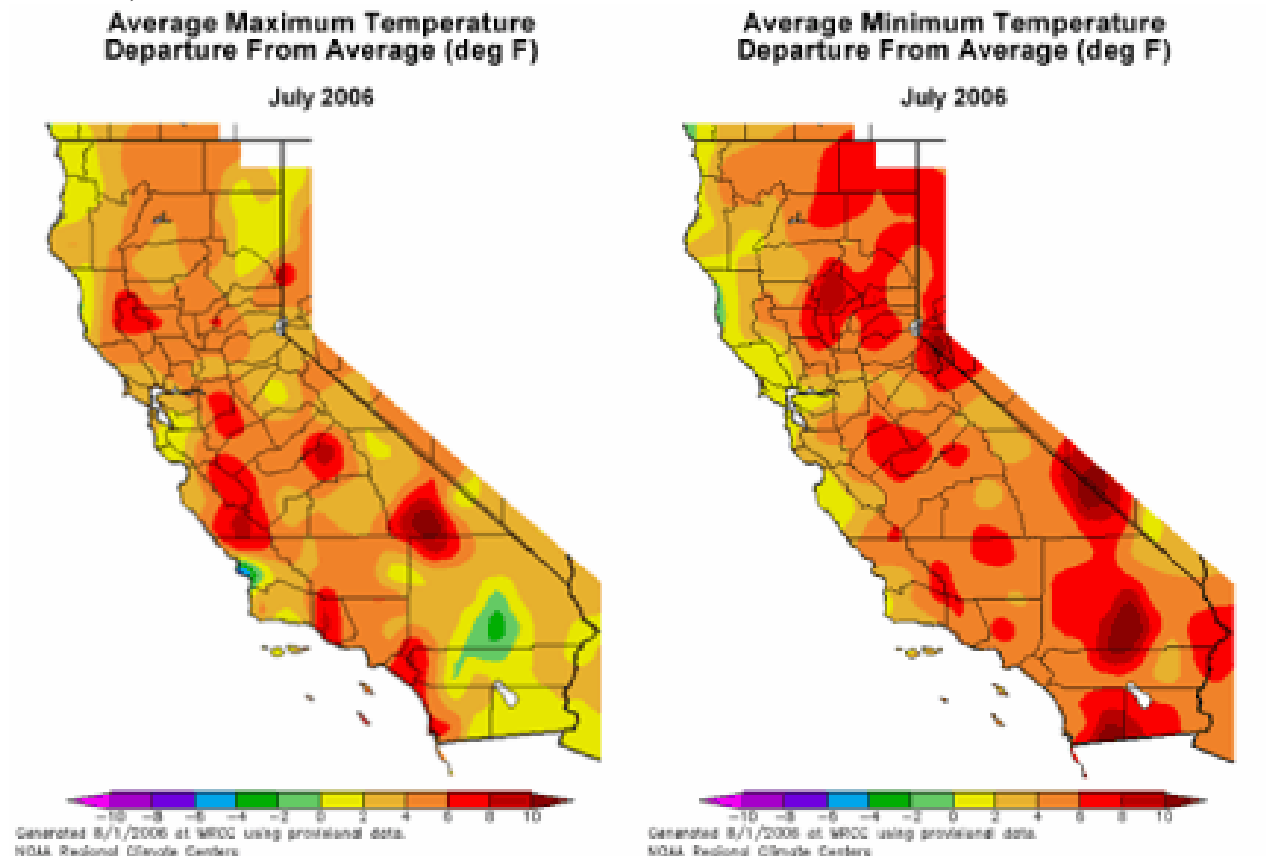 Average Maximum Temperature
Departure From Average (deg F)
July 2006
-10 -8 -6 -4 -2 0 2 4 6 8 10
Generated 8/1/2006 at WRCC using provisional data.
NOAA Regional Climate Centers
Average Minimum Temperature
Departure From Average (deg F)
July 2006
-10 -8 -6 -4 -2 0 2 4 6 8 10
Generated 8/1/2006 at WRCC using provisional data.
NOAA Regional Climate Centers